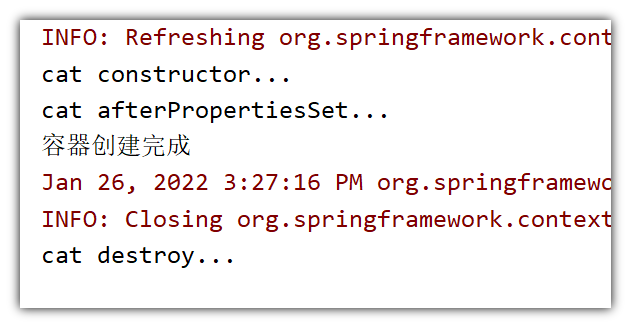 INFO: Refreshing org.springframework.cont
cat constructor...
cat afterPropertiesSet...
容器创建完成
Jan 26, 2022 3:27:16 PM org.springframewo
INFO: Closing org.springframework.context
cat destroy...